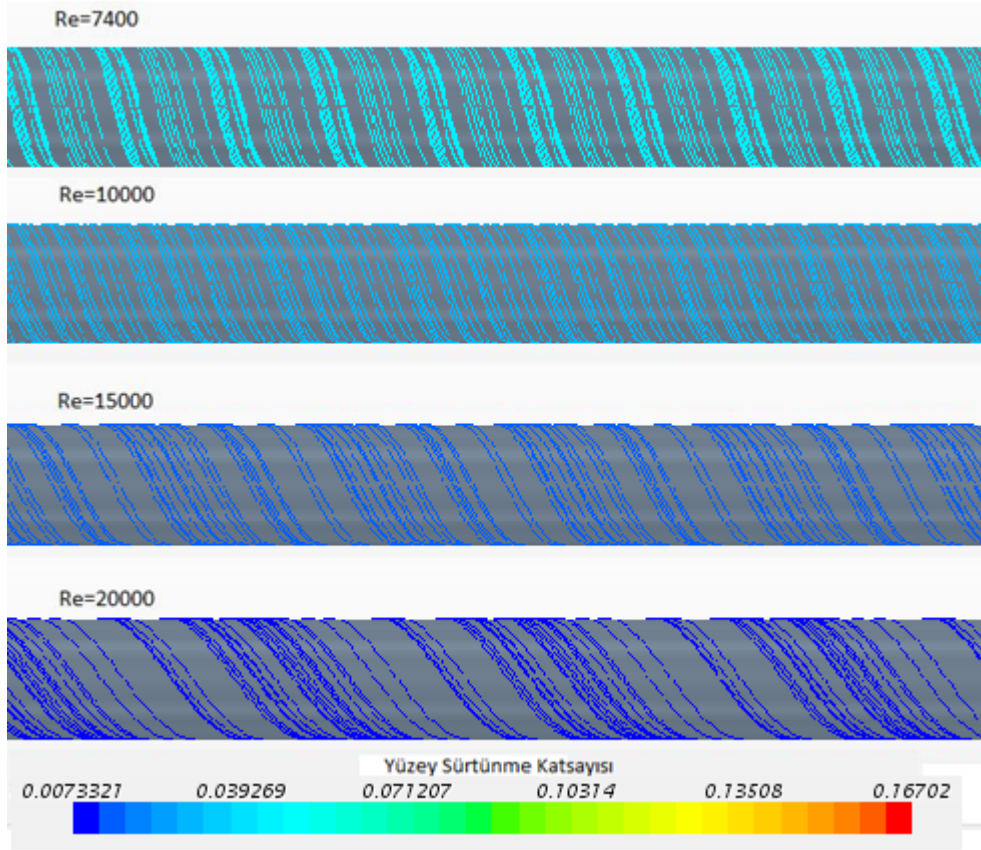 Re=7400
Re=10000
Re=15000
Re=20000
Yüzey Sürtünme Katsayısı
0.0073321 0.039269 0.071207 0.10314 0.13508 0.16702